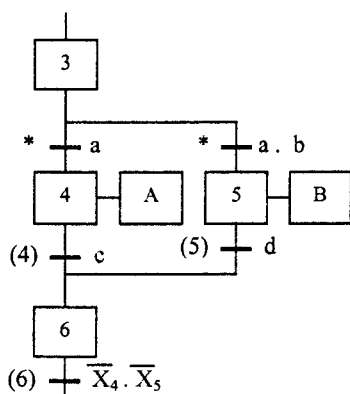 3
* a * a . b
4 A 5 B
(4) c (5) d
6
(6) X̅₄ . X̅₅